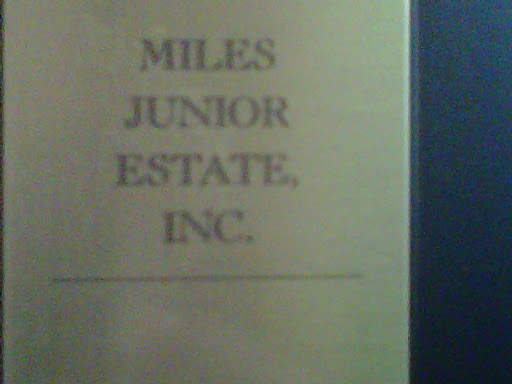 MILES
JUNIOR
ESTATE,
INC.